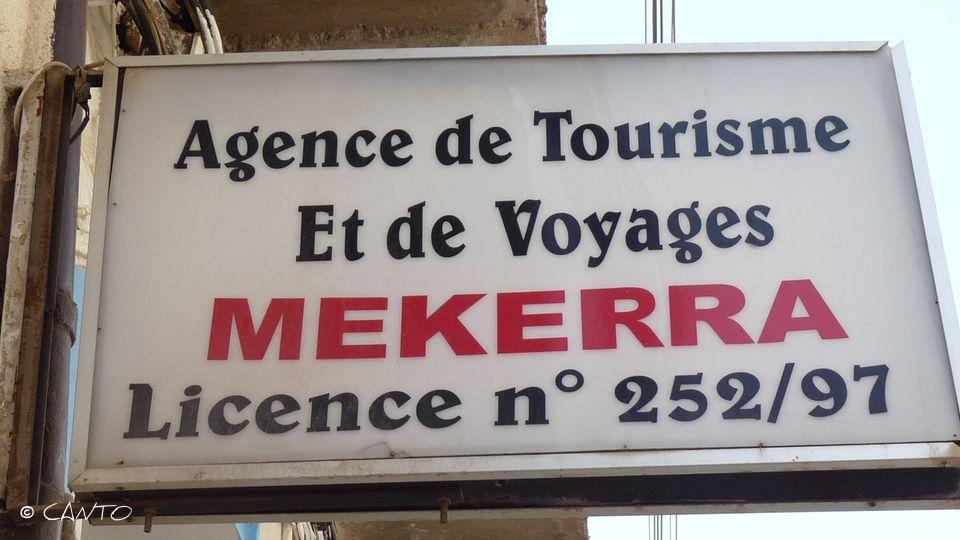 Agence de Tourisme
Et de Voyages
MEKERRA
Licence n° 252/97
© CANTO